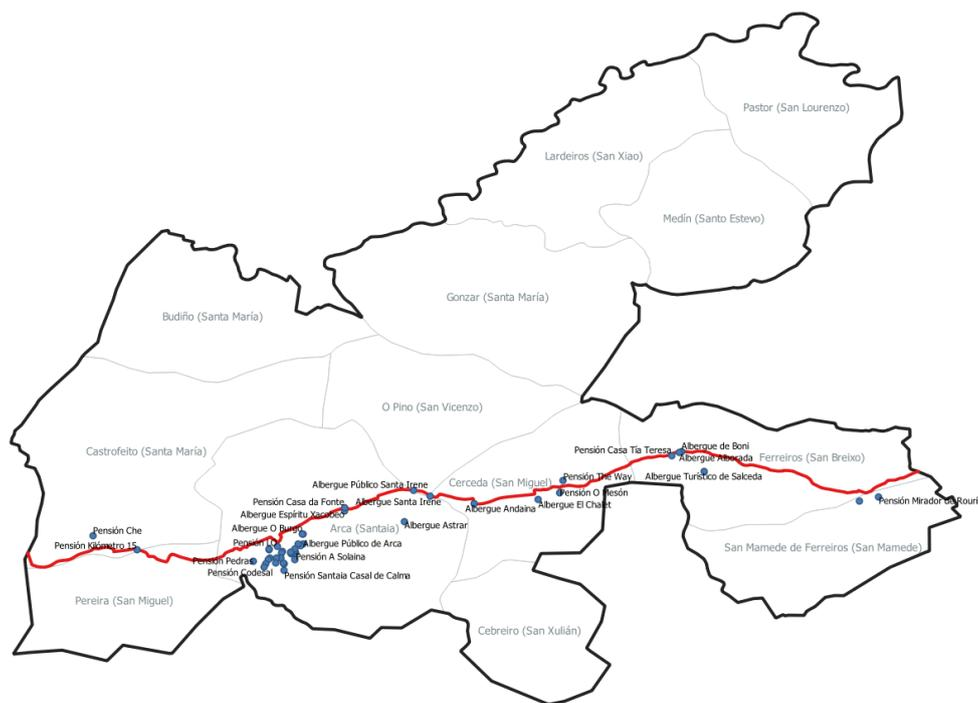 Pastor (San Lourenzo)
Lardeiros (San Xiao)
Medín (Santo Estevo)
Gonzar (Santa María)
Budiño (Santa María)
O Pino (San Vicenzo)
Castrofeito (Santa María)
Albergue de Boni
Pensión Casa Tía Teresa
Albergue Alborada
Ferreiros (San Breixo)
Albergue Turístico de Salceda
Pensión The Way
Cerceda (San Miguel)
Albergue Público Santa Irene
Pensión O Mesón
Pensión Mirador de Rouri
Pensión Casa da Fonte
Albergue Santa Irene
Albergue El Chalet
Albergue Andaina
Albergue Espíritu Xacobeo
Albergue Astrar
Albergue O Burgo
Arca (Santaia)
Pensión Che
Pensión Kilómetro 15
Pensión LO
Albergue Público de Arca
San Mamede de Ferreiros (San Mamede)
Pensión A Solaina
Pensión Pedras
Pensión Codesal
Pensión Santaia Casal de Calma
Pereira (San Miguel)
Cebreiro (San Xulián)